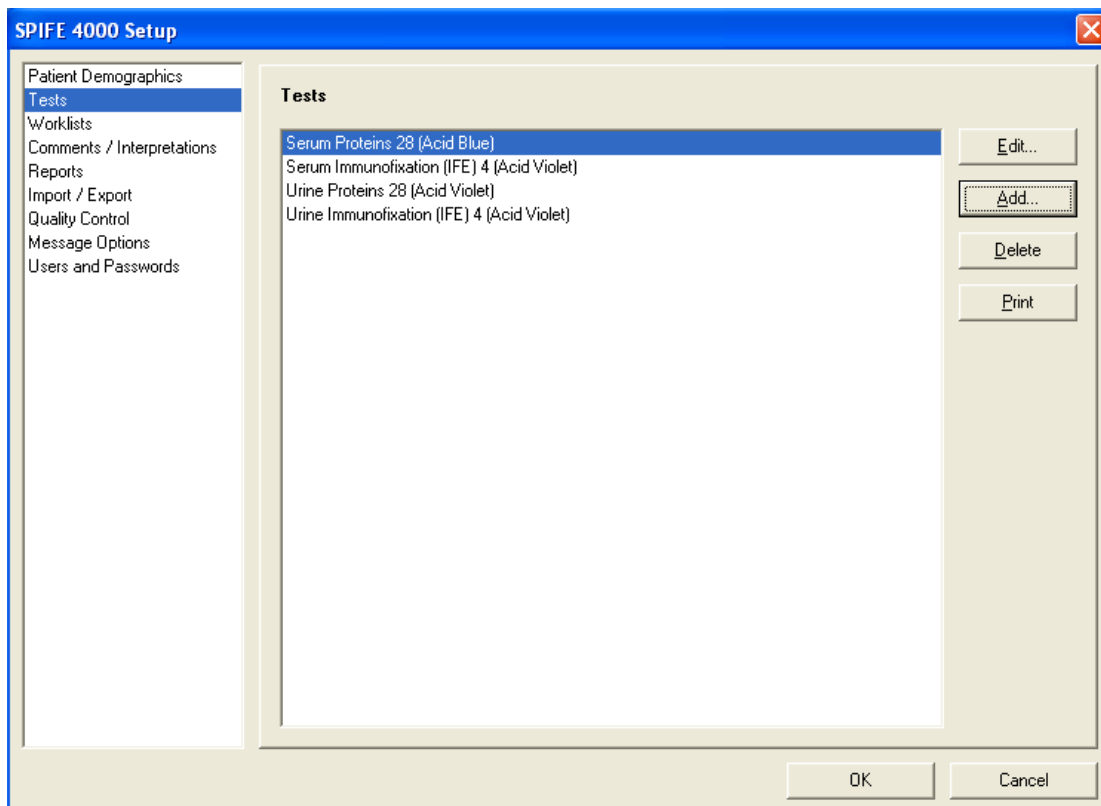 SPIFE 4000 Setup
Patient Demographics
Tests
Worklists
Comments / Interpretations
Reports
Import / Export
Quality Control
Message Options
Users and Passwords
Tests
Serum Proteins 28 (Acid Blue)
Serum Immunofixation (IFE) 4 (Acid Violet)
Urine Proteins 28 (Acid Violet)
Urine Immunofixation (IFE) 4 (Acid Violet)
Edit...
Add...
Delete
Print
OK
Cancel